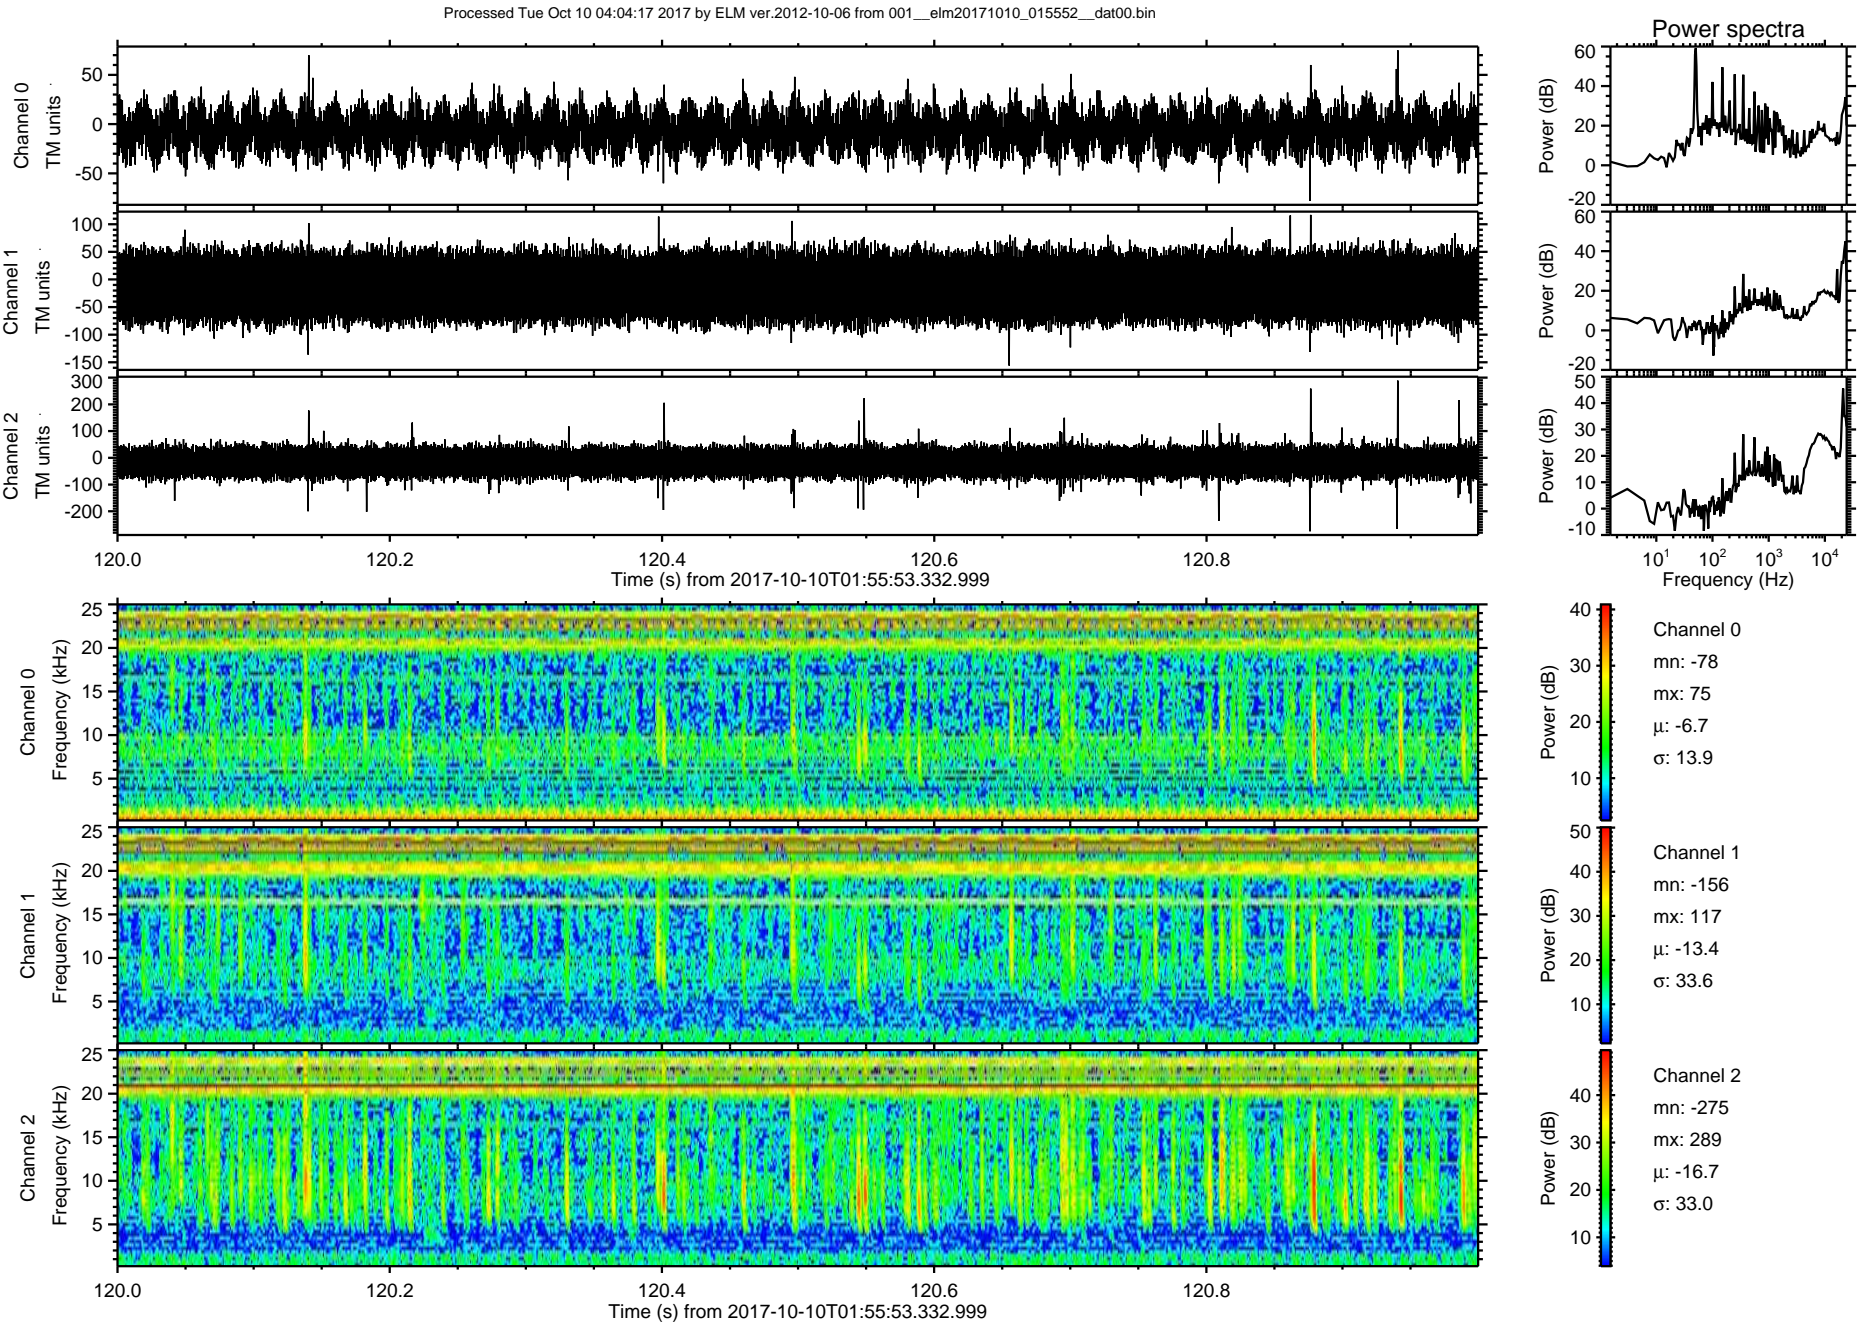 Processed Tue Oct 10 04:04:17 2017 by ELM ver.2012-10-06 from 001__elm20171010_015552__dat00.bin
Power spectra
Channel 0
TM units
50
0
-50
Power (dB)
60
40
20
0
-20
Channel 1
TM units
100
50
0
-50
-100
-150
Power (dB)
60
40
20
0
-20
Channel 2
TM units
300
200
100
0
-100
-200
Power (dB)
50
40
30
20
10
0
-10
120.0 120.2 120.4 120.6 120.8
Time (s) from 2017-10-10T01:55:53.332.999
10¹ 10² 10³ 10⁴
Frequency (Hz)
Channel 0
Frequency (kHz)
25
20
15
10
5
Power (dB)
40
30
20
10
Channel 0
mn: -78
mx: 75
µ: -6.7
σ: 13.9
Channel 1
Frequency (kHz)
25
20
15
10
5
Power (dB)
50
40
30
20
10
Channel 1
mn: -156
mx: 117
µ: -13.4
σ: 33.6
Channel 2
Frequency (kHz)
25
20
15
10
5
Power (dB)
40
30
20
10
Channel 2
mn: -275
mx: 289
µ: -16.7
σ: 33.0
120.0 120.2 120.4 120.6 120.8
Time (s) from 2017-10-10T01:55:53.332.999